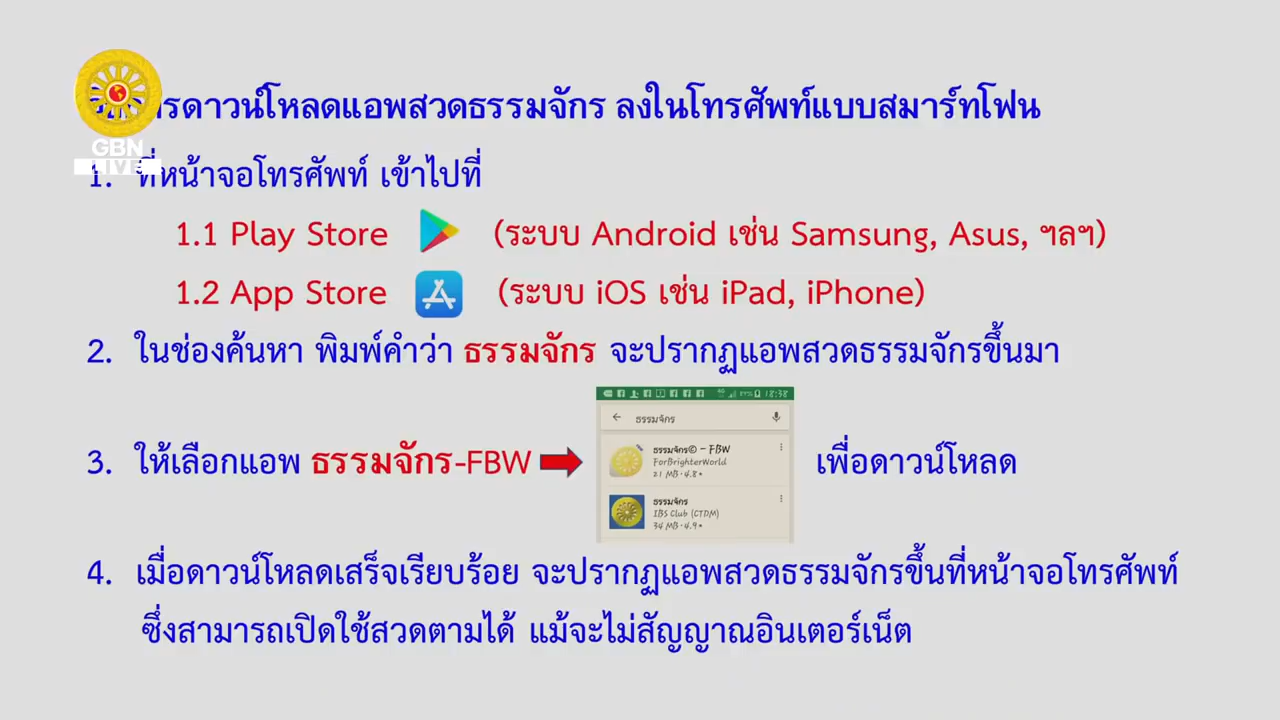 การดาวน์โหลดแอพสวดธรรมจักร ลงในโทรศัพท์แบบสมาร์ทโฟน
GBN
LIVE
1. ที่หน้าจอโทรศัพท์ เข้าไปที่
1.1 Play Store (ระบบ Android เช่น Samsung, Asus, ฯลฯ)
1.2 App Store (ระบบ iOS เช่น iPad, iPhone)
2. ในช่องค้นหา พิมพ์คำว่า ธรรมจักร จะปรากฏแอพสวดธรรมจักรขึ้นมา
18:38
ธรรมจักร
3. ให้เลือกแอพ ธรรมจักร-FBW เพื่อดาวน์โหลด
ธรรมจักร© - FBW
ForBrighterWorld
21 MB · 4.8★
ธรรมจักร
IBS Club (CTDM)
34 MB · 4.9★
4. เมื่อดาวน์โหลดเสร็จเรียบร้อย จะปรากฏแอพสวดธรรมจักรขึ้นที่หน้าจอโทรศัพท์
ซึ่งสามารถเปิดใช้สวดตามได้ แม้จะไม่สัญญาณอินเตอร์เน็ต